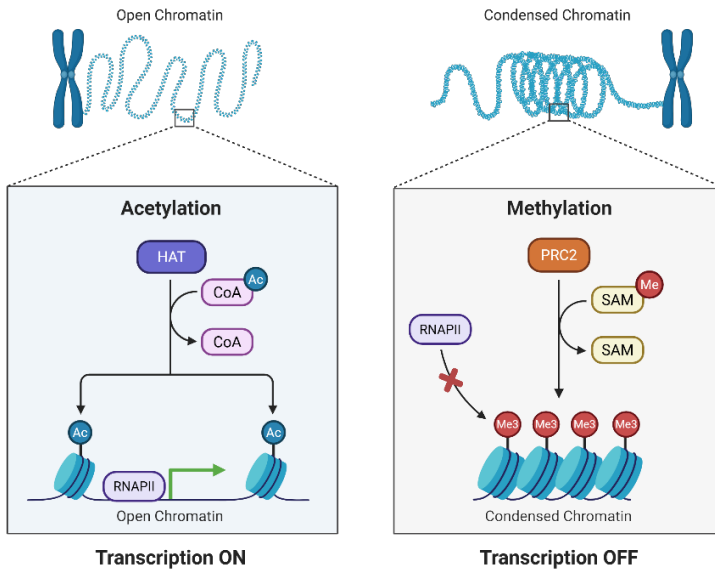 Open Chromatin
Condensed Chromatin
Acetylation
HAT
Ac
CoA
CoA
Ac
Ac
RNAPII
Open Chromatin
Transcription ON
Methylation
PRC2
Me
SAM
SAM
RNAPII
Me3
Me3
Me3
Me3
Condensed Chromatin
Transcription OFF